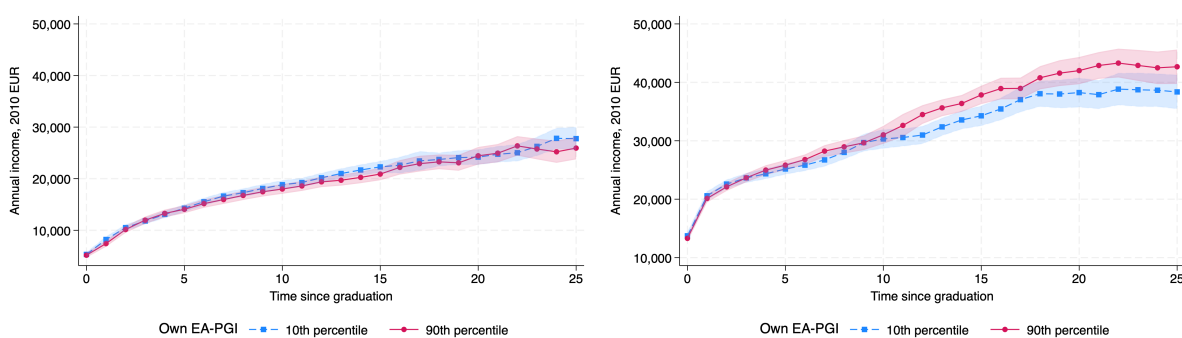 Annual income, 2010 EUR
50,000
40,000
30,000
20,000
10,000
0 5 10 15 20 25
Time since graduation
Own EA-PGI 10th percentile 90th percentile
Annual income, 2010 EUR
50,000
40,000
30,000
20,000
10,000
0 5 10 15 20 25
Time since graduation
Own EA-PGI 10th percentile 90th percentile